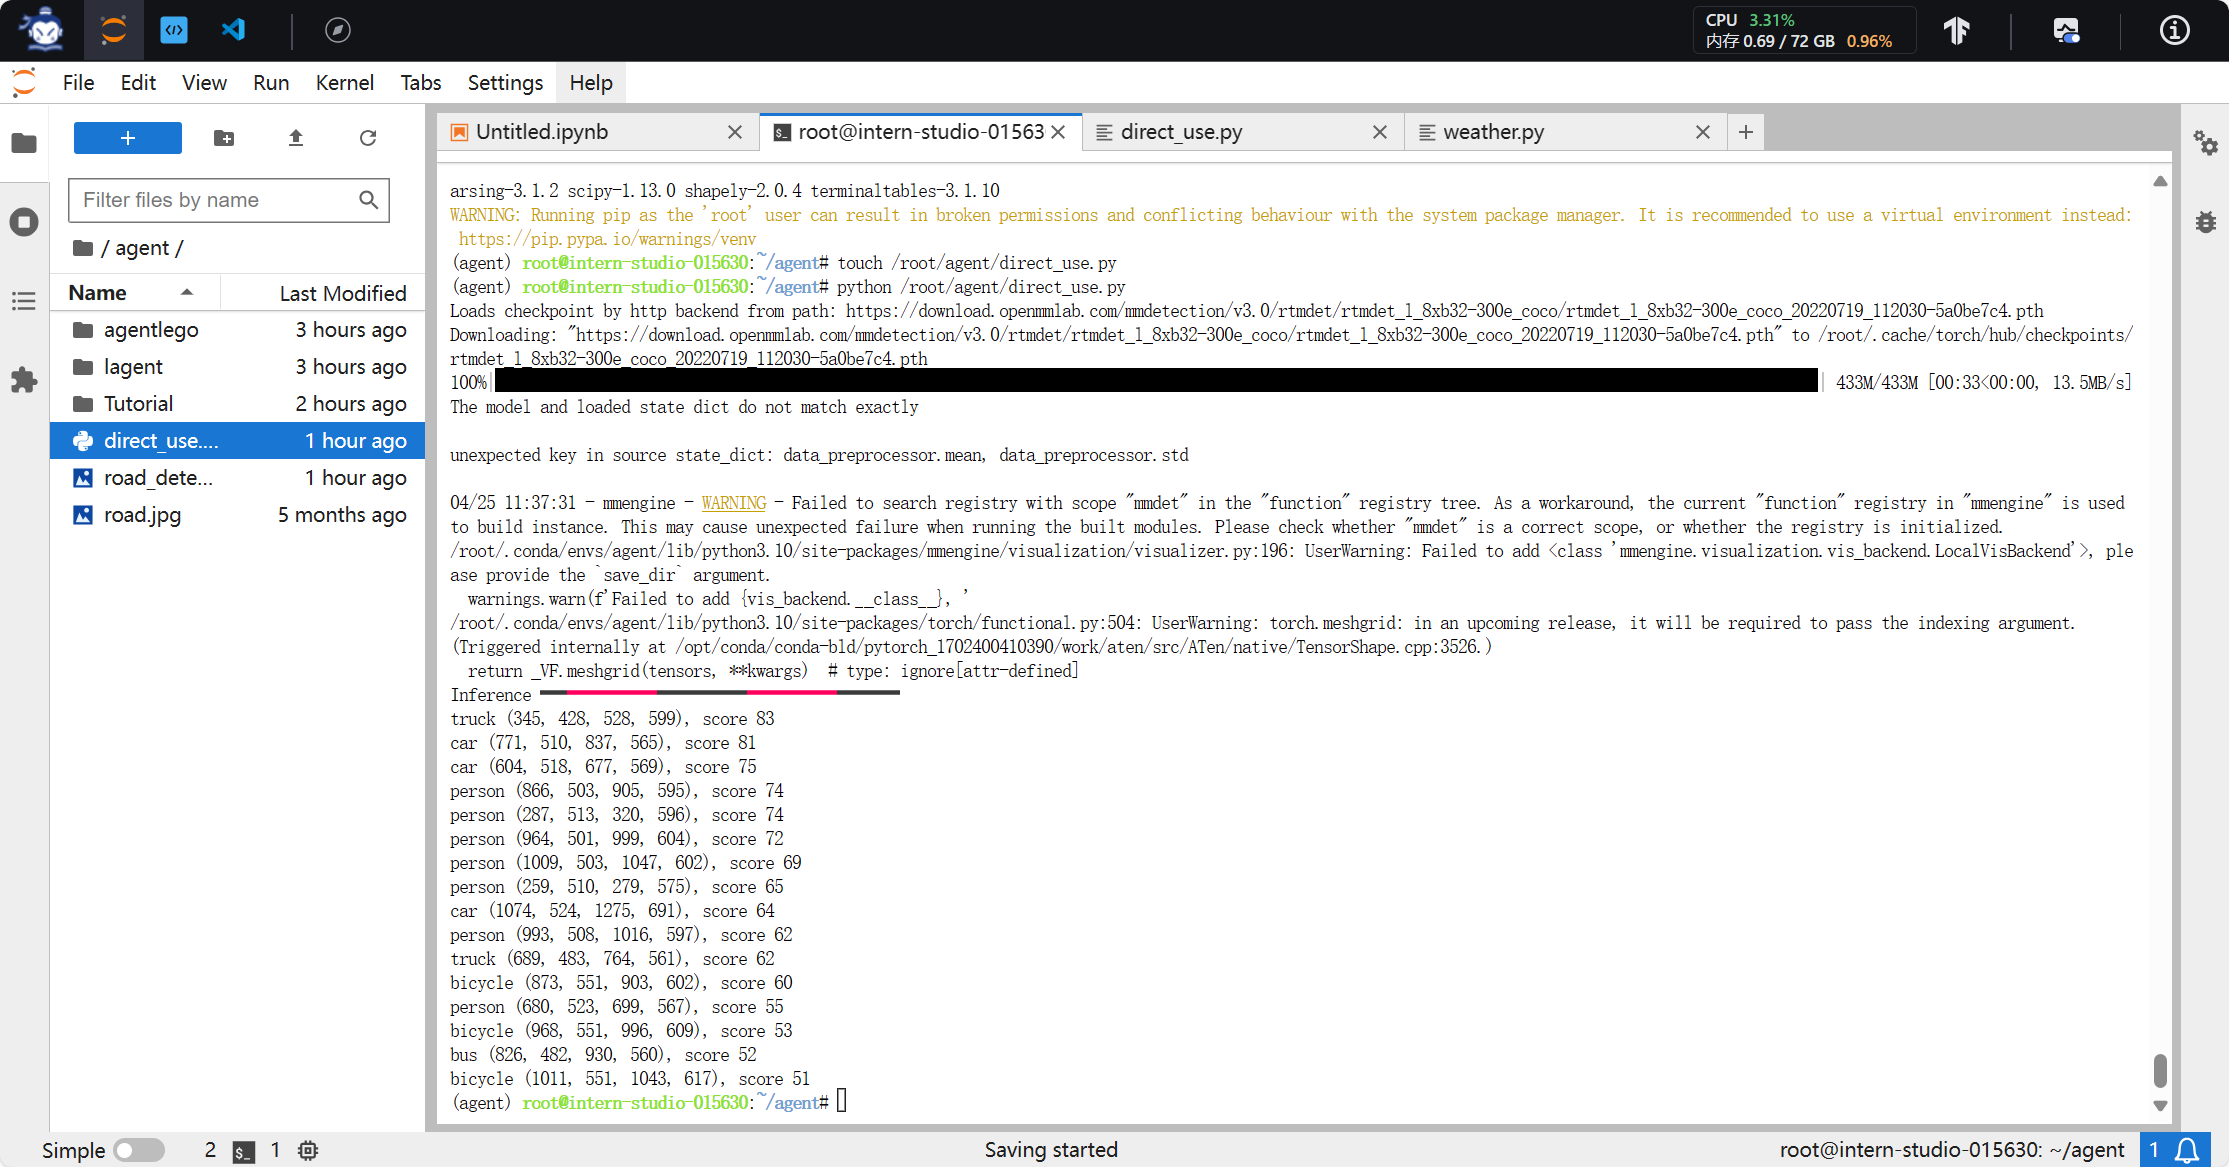 CPU 3.31%
内存 0.69 / 72 GB 0.96%
File Edit View Run Kernel Tabs Settings Help
Untitled.ipynb
root@intern-studio-01563
direct_use.py
weather.py
Filter files by name
/ agent /
Name Last Modified
agentlego 3 hours ago
lagent 3 hours ago
Tutorial 2 hours ago
direct_use.... 1 hour ago
road_dete... 1 hour ago
road.jpg 5 months ago
arsing-3.1.2 scipy-1.13.0 shapely-2.0.4 terminaltables-3.1.10
WARNING: Running pip as the 'root' user can result in broken permissions and conflicting behaviour with the system package manager. It is recommended to use a virtual environment instead:
https://pip.pypa.io/warnings/venv
(agent) root@intern-studio-015630:~/agent# touch /root/agent/direct_use.py
(agent) root@intern-studio-015630:~/agent# python /root/agent/direct_use.py
Loads checkpoint by http backend from path: https://download.openmmlab.com/mmdetection/v3.0/rtmdet/rtmdet_l_8xb32-300e_coco/rtmdet_l_8xb32-300e_coco_20220719_112030-5a0be7c4.pth
Downloading: "https://download.openmmlab.com/mmdetection/v3.0/rtmdet/rtmdet_l_8xb32-300e_coco/rtmdet_l_8xb32-300e_coco_20220719_112030-5a0be7c4.pth" to /root/.cache/torch/hub/checkpoints/
rtmdet_l_8xb32-300e_coco_20220719_112030-5a0be7c4.pth
100%| | 433M/433M [00:33<00:00, 13.5MB/s]
The model and loaded state dict do not match exactly
unexpected key in source state_dict: data_preprocessor.mean, data_preprocessor.std
04/25 11:37:31 - mmengine - WARNING - Failed to search registry with scope "mmdet" in the "function" registry tree. As a workaround, the current "function" registry in "mmengine" is used
to build instance. This may cause unexpected failure when running the built modules. Please check whether "mmdet" is a correct scope, or whether the registry is initialized.
/root/.conda/envs/agent/lib/python3.10/site-packages/mmengine/visualization/visualizer.py:196: UserWarning: Failed to add <class 'mmengine.visualization.vis_backend.LocalVisBackend'>, ple
ase provide the `save_dir` argument.
warnings.warn(f'Failed to add {vis_backend.__class__}, '
/root/.conda/envs/agent/lib/python3.10/site-packages/torch/functional.py:504: UserWarning: torch.meshgrid: in an upcoming release, it will be required to pass the indexing argument.
(Triggered internally at /opt/conda/conda-bld/pytorch_1702400410390/work/aten/src/ATen/native/TensorShape.cpp:3526.)
return _VF.meshgrid(tensors, **kwargs) # type: ignore[attr-defined]
Inference
truck (345, 428, 528, 599), score 83
car (771, 510, 837, 565), score 81
car (604, 518, 677, 569), score 75
person (866, 503, 905, 595), score 74
person (287, 513, 320, 596), score 74
person (964, 501, 999, 604), score 72
person (1009, 503, 1047, 602), score 69
person (259, 510, 279, 575), score 65
car (1074, 524, 1275, 691), score 64
person (993, 508, 1016, 597), score 62
truck (689, 483, 764, 561), score 62
bicycle (873, 551, 903, 602), score 60
person (680, 523, 699, 567), score 55
bicycle (968, 551, 996, 609), score 53
bus (826, 482, 930, 560), score 52
bicycle (1011, 551, 1043, 617), score 51
(agent) root@intern-studio-015630:~/agent#
Simple 2 1 Saving started root@intern-studio-015630: ~/agent 1